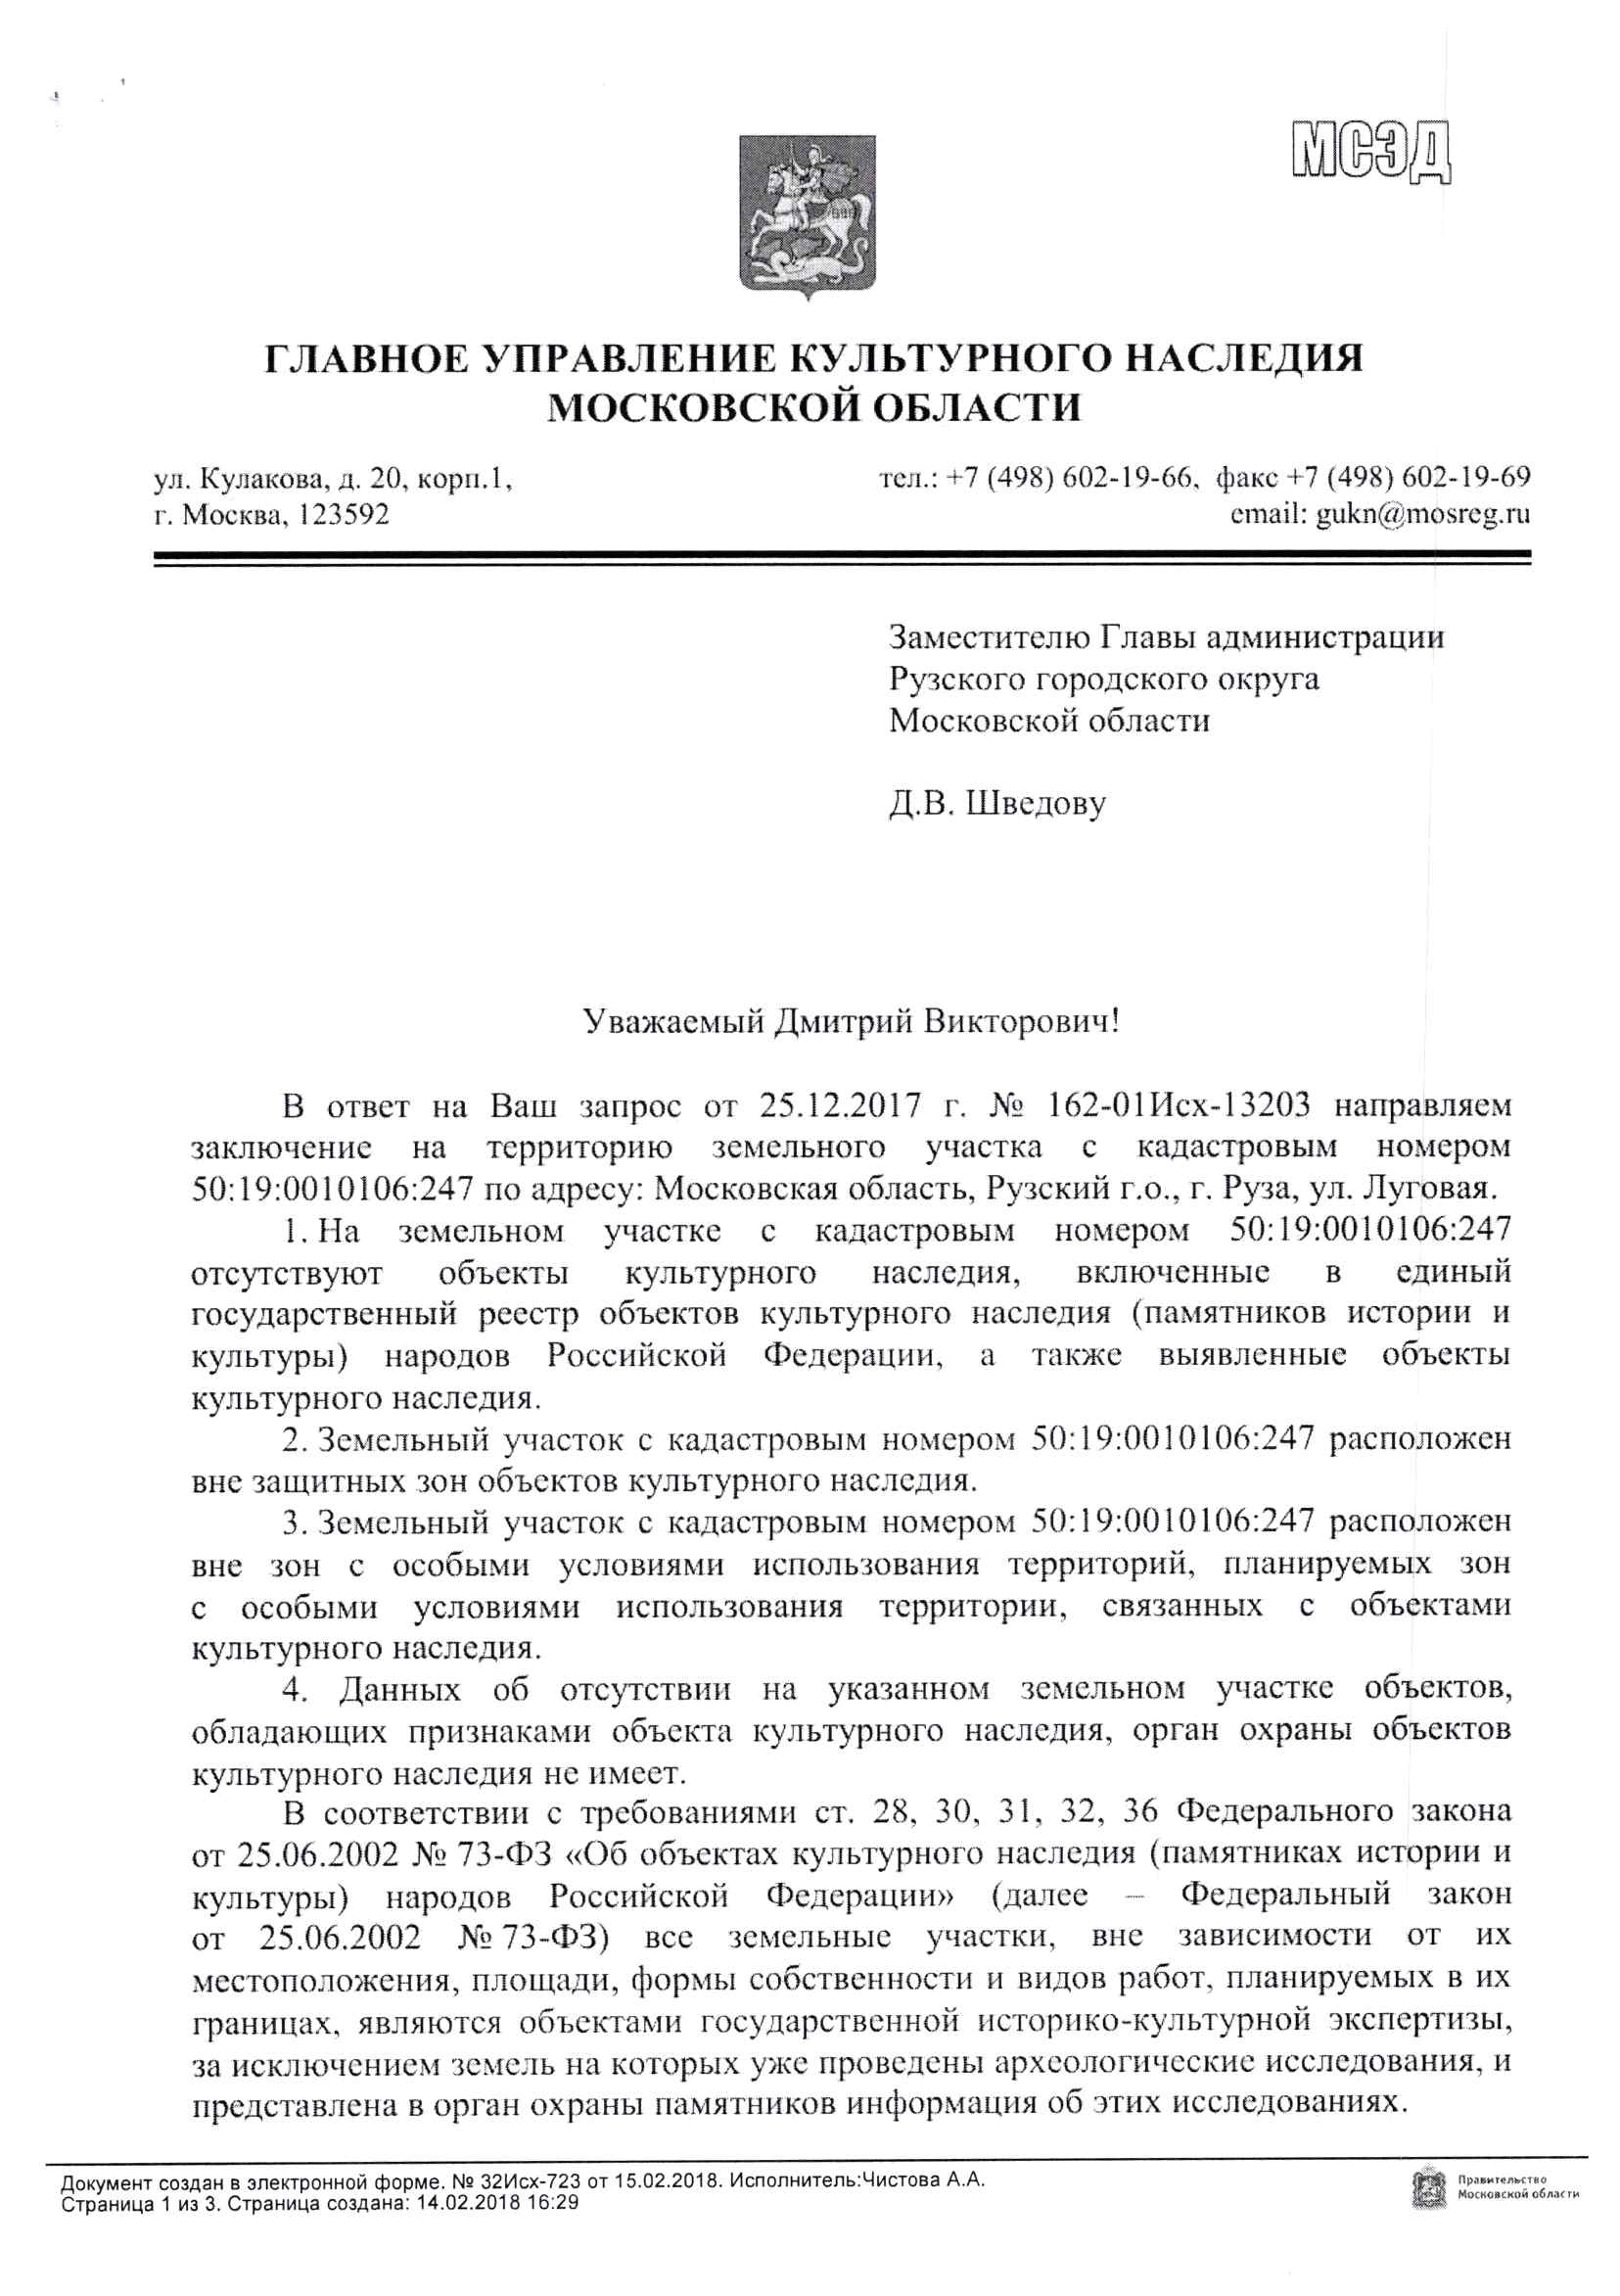 МСЭД
ГЛАВНОЕ УПРАВЛЕНИЕ КУЛЬТУРНОГО НАСЛЕДИЯ
МОСКОВСКОЙ ОБЛАСТИ
ул. Кулакова, д. 20, корп.1,
г. Москва, 123592
тел.: +7 (498) 602-19-66, факс +7 (498) 602-19-69
email: gukn@mosreg.ru
Заместителю Главы администрации
Рузского городского округа
Московской области
Д.В. Шведову
Уважаемый Дмитрий Викторович!
В ответ на Ваш запрос от 25.12.2017 г. № 162-01Исх-13203 направляем
заключение на территорию земельного участка с кадастровым номером
50:19:0010106:247 по адресу: Московская область, Рузский г.о., г. Руза, ул. Луговая.
1. На земельном участке с кадастровым номером 50:19:0010106:247
отсутствуют объекты культурного наследия, включенные в единый
государственный реестр объектов культурного наследия (памятников истории и
культуры) народов Российской Федерации, а также выявленные объекты
культурного наследия.
2. Земельный участок с кадастровым номером 50:19:0010106:247 расположен
вне защитных зон объектов культурного наследия.
3. Земельный участок с кадастровым номером 50:19:0010106:247 расположен
вне зон с особыми условиями использования территорий, планируемых зон
с особыми условиями использования территории, связанных с объектами
культурного наследия.
4. Данных об отсутствии на указанном земельном участке объектов,
обладающих признаками объекта культурного наследия, орган охраны объектов
культурного наследия не имеет.
В соответствии с требованиями ст. 28, 30, 31, 32, 36 Федерального закона
от 25.06.2002 № 73-ФЗ «Об объектах культурного наследия (памятниках истории и
культуры) народов Российской Федерации» (далее – Федеральный закон
от 25.06.2002 № 73-ФЗ) все земельные участки, вне зависимости от их
местоположения, площади, формы собственности и видов работ, планируемых в их
границах, являются объектами государственной историко-культурной экспертизы,
за исключением земель на которых уже проведены археологические исследования, и
представлена в орган охраны памятников информация об этих исследованиях.
Документ создан в электронной форме. № 32Исх-723 от 15.02.2018. Исполнитель:Чистова А.А.
Страница 1 из 3. Страница создана: 14.02.2018 16:29
Правительство
Московской области